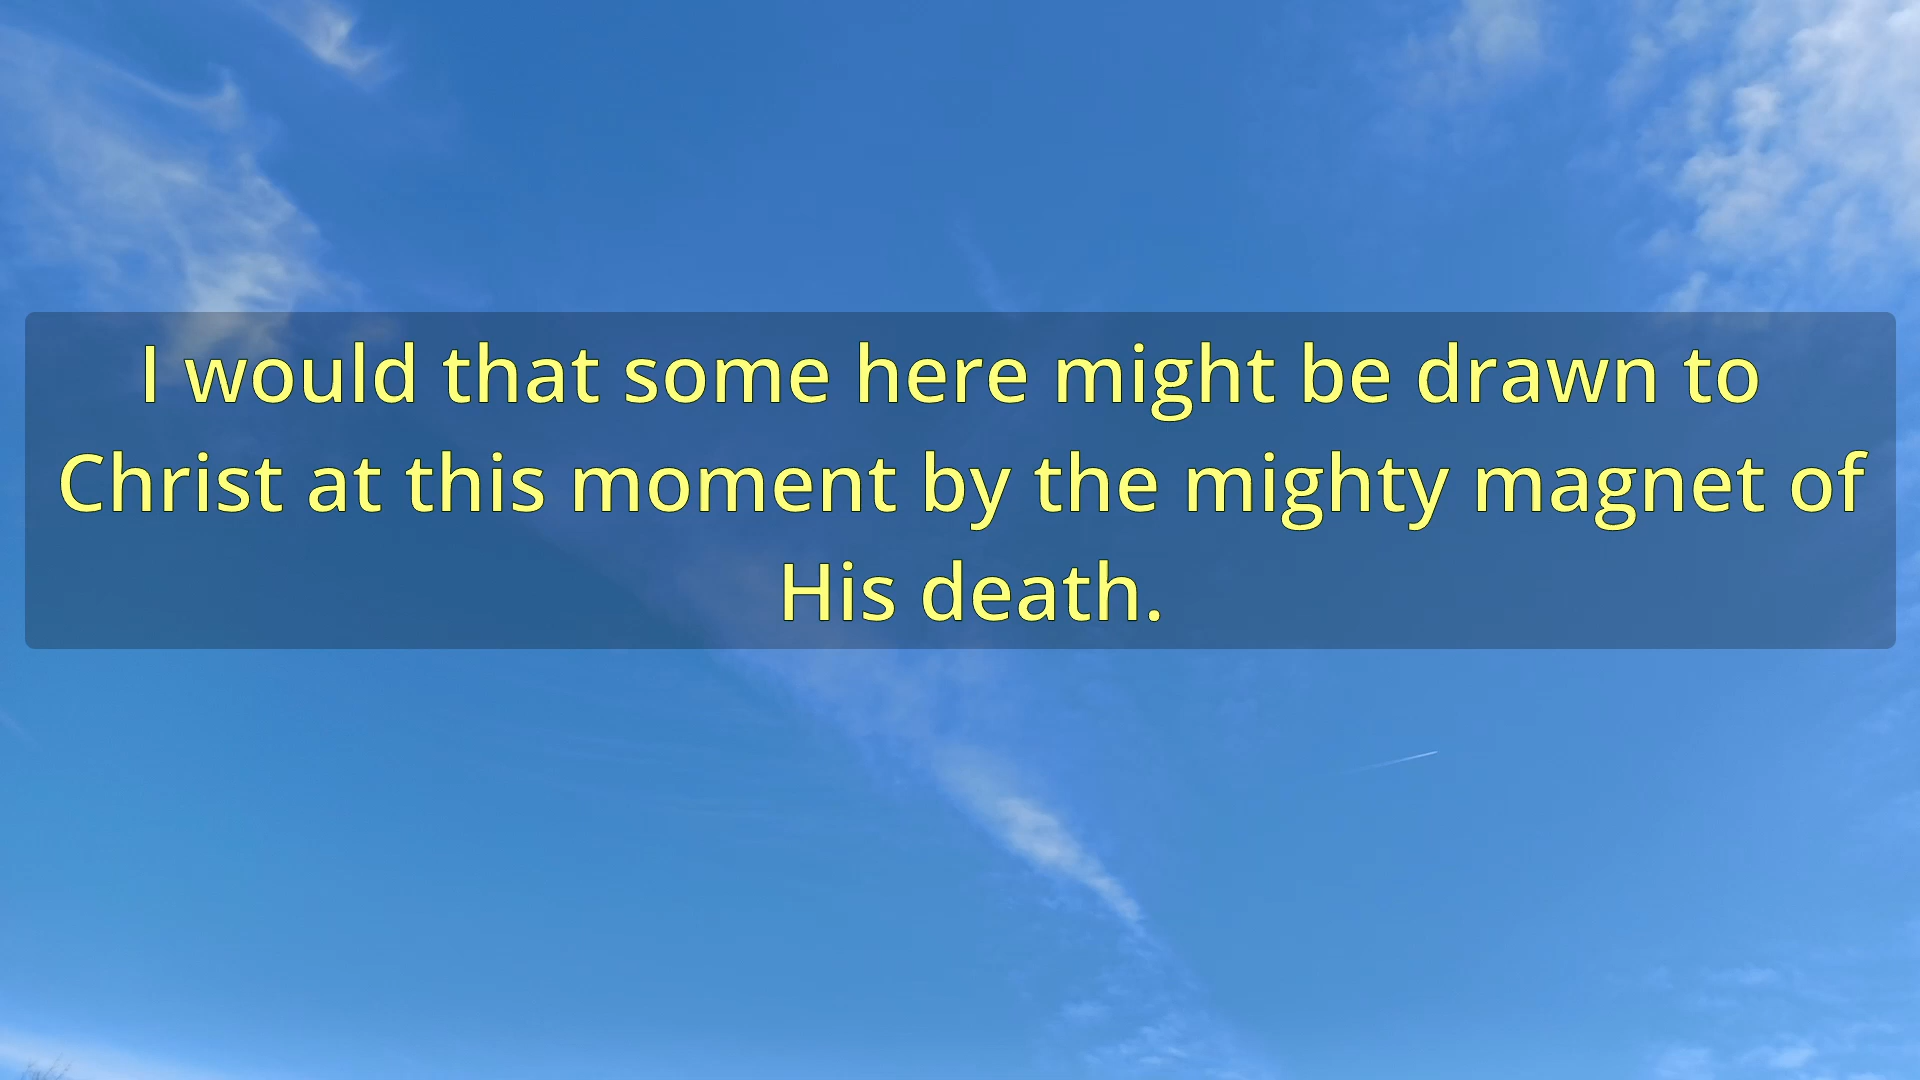 I would that some here might be drawn to
Christ at this moment by the mighty magnet of
His death.